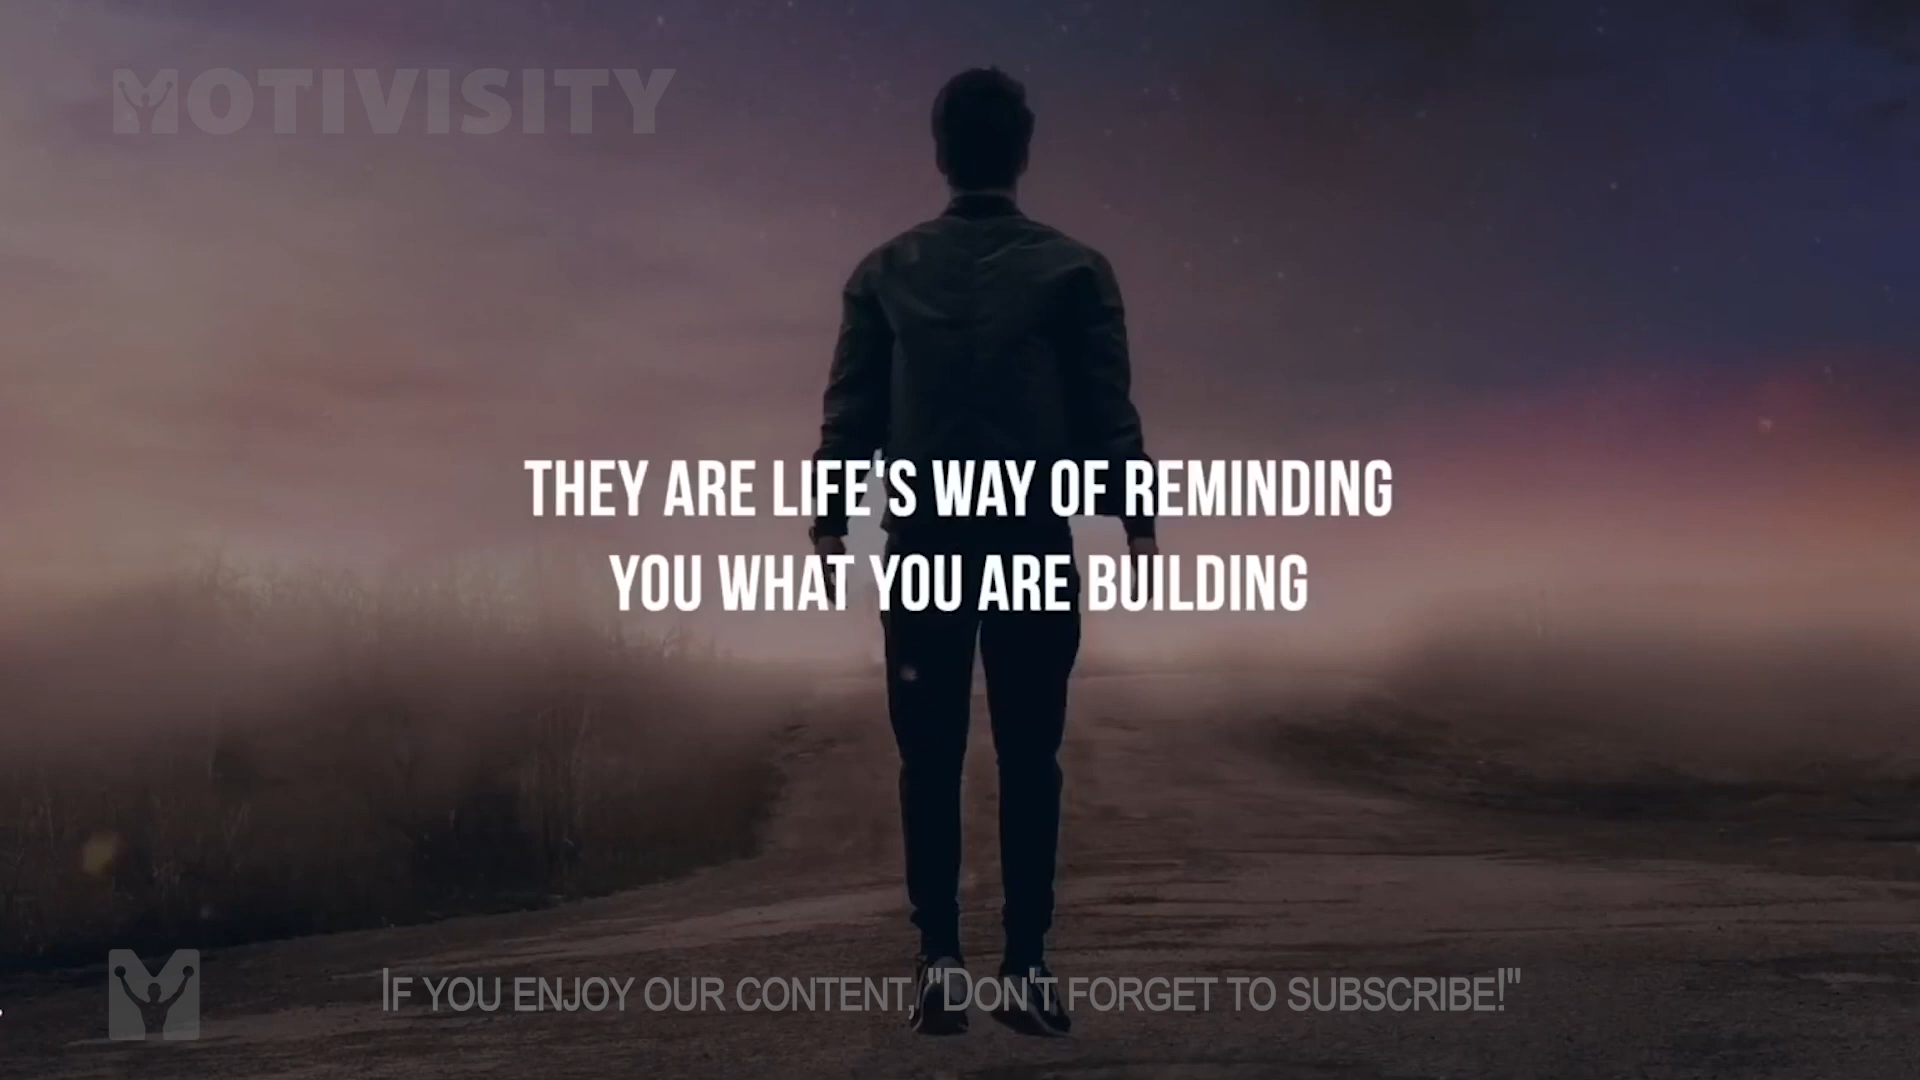 MOTIVISITY
THEY ARE LIFE'S WAY OF REMINDING
YOU WHAT YOU ARE BUILDING
IF YOU ENJOY OUR CONTENT, "DON'T FORGET TO SUBSCRIBE!"